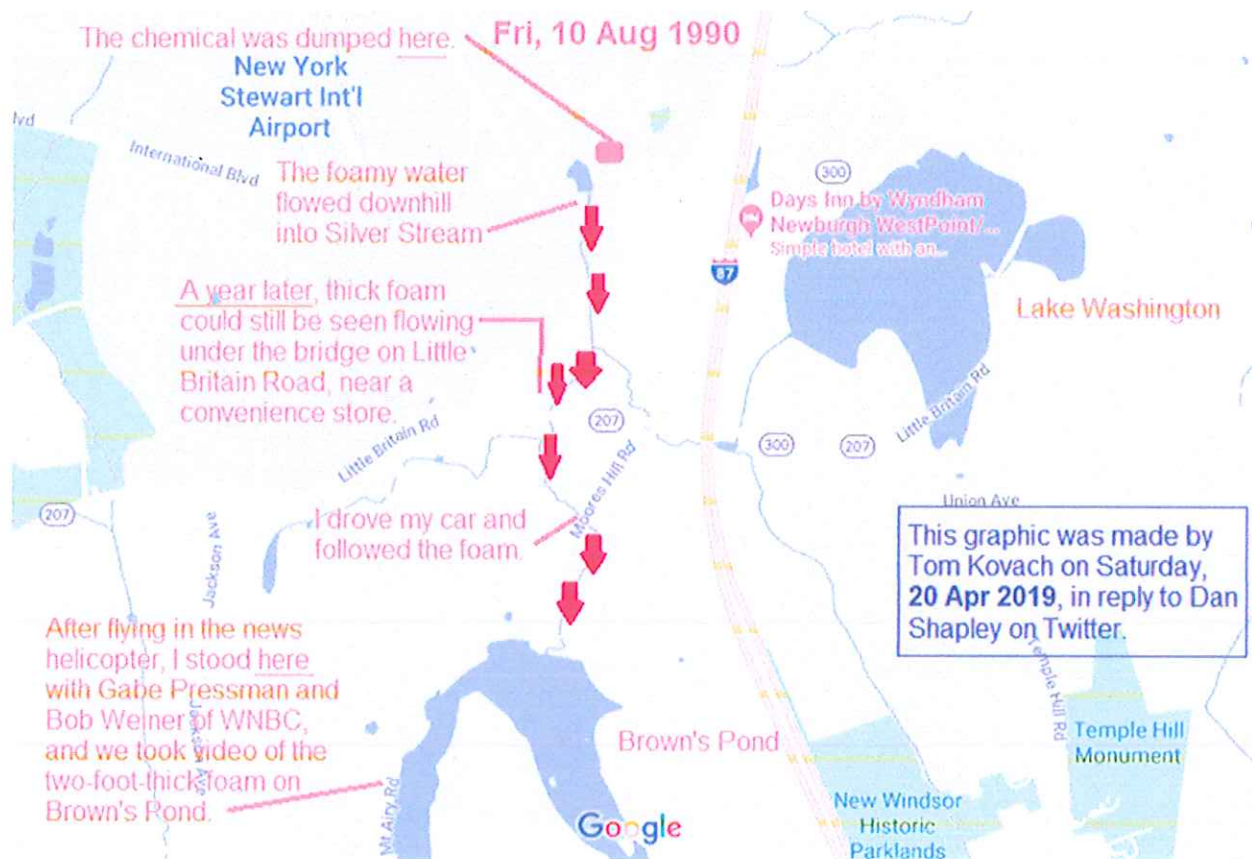 The chemical was dumped here.
Fri, 10 Aug 1990
New York
Stewart Int'l
Airport
lvd
International Blvd
The foamy water
flowed downhill
into Silver Stream
300
Days Inn by Wyndham
Newburgh WestPoint/...
Simple hotel with an...
87
A year later, thick foam
could still be seen flowing
under the bridge on Little
Britain Road, near a
convenience store.
Lake Washington
Little Britain Rd
207
Little Britain Rd
300
207
Moores Hill Rd
Union Ave
207
Jackson Ave
I drove my car and
followed the foam.
This graphic was made by
Tom Kovach on Saturday,
20 Apr 2019, in reply to Dan
Shapley on Twitter.
Temple Hill Rd
After flying in the news
helicopter, I stood here
with Gabe Pressman and
Bob Weiner of WNBC,
and we took video of the
two-foot-thick foam on
Brown's Pond.
Jackson Ave
Mt Airy Rd
Brown's Pond
Temple Hill
Monument
New Windsor
Historic
Parklands
Google